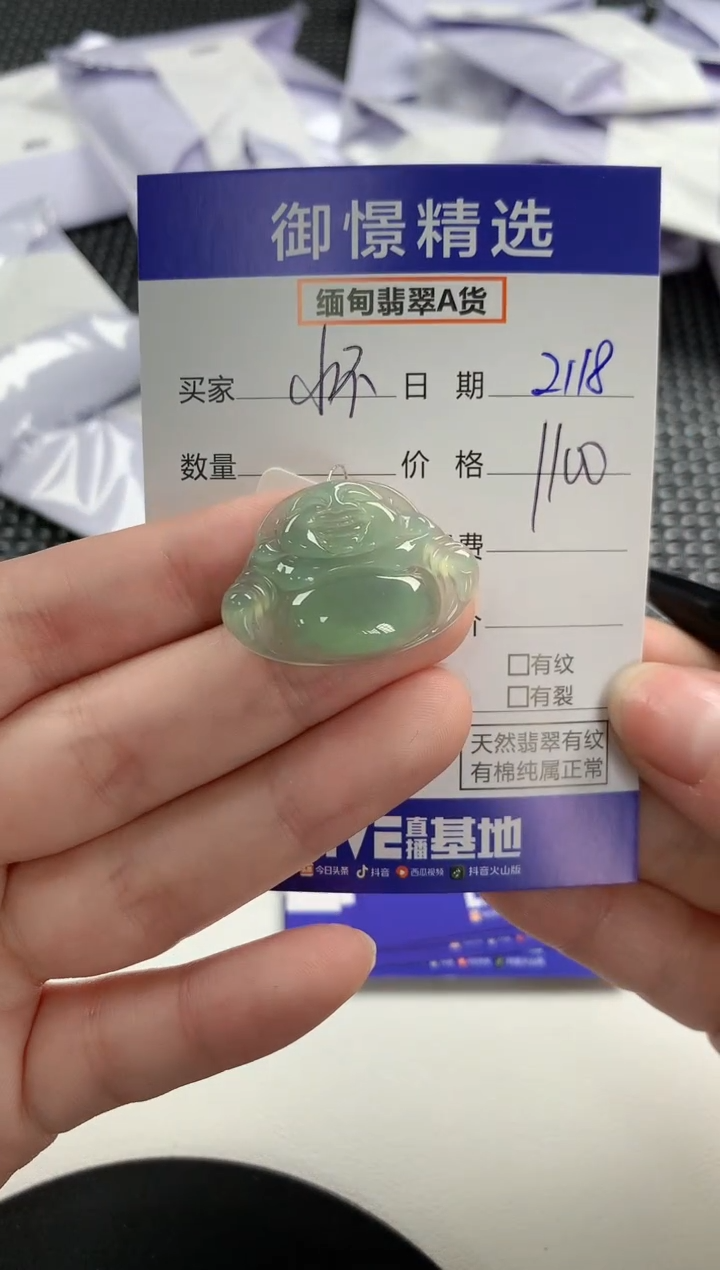 御憬精选
缅甸翡翠A货
买家 小环 日 期 2118
数量 价 格 1100
费
□有纹
□有裂
天然翡翠有纹
有棉纯属正常
直播基地
今日头条 抖音 西瓜视频 抖音火山版